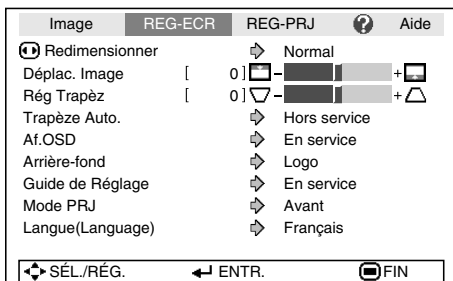 Image REG-ECR REG-PRJ ? Aide
Redimensionner Normal
Déplac. Image [ 0 ] - +
Rég Trapèz [ 0 ] - +
Trapèze Auto. Hors service
Af.OSD En service
Arrière-fond Logo
Guide de Réglage En service
Mode PRJ Avant
Langue(Language) Français
SÉL./RÉG. ENTR. FIN